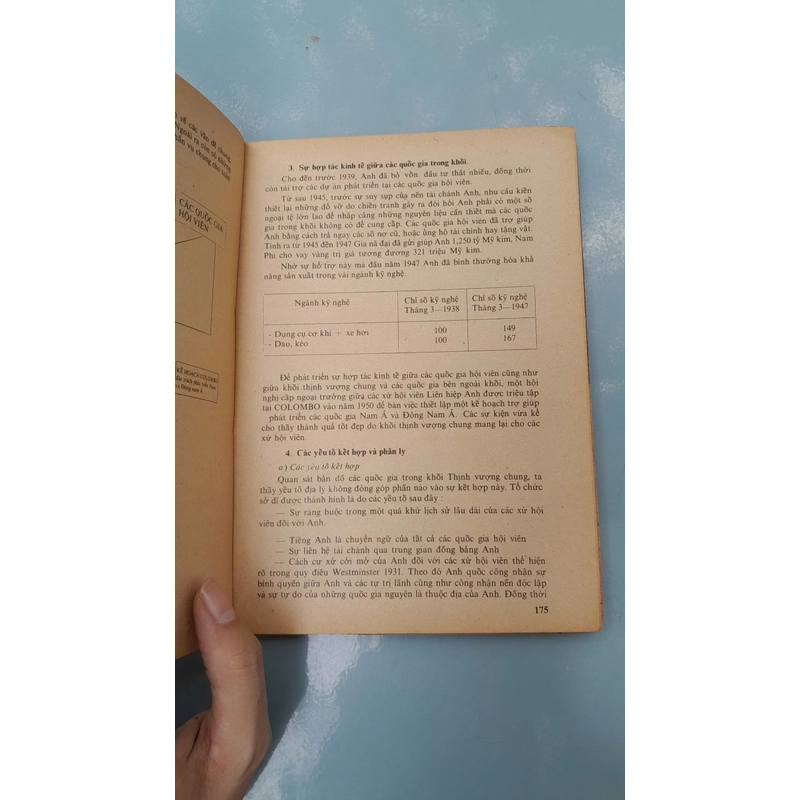 số các vấn đề chung.
Ngoài ra còn có những
vụ chung cho toàn
CÁC QUỐC GIA
HỘI VIÊN
KẾ HOẠCH COLOMBO
Đông nam Á
3. Sự hợp tác kinh tế giữa các quốc gia trong khối.
Cho đến trước 1939, Anh đã bỏ vốn đầu tư thật nhiều, đồng thời
còn tài trợ các dự án phát triển tại các quốc gia hội viên.
Từ sau 1945, trước sự suy sụp của nền tài chánh Anh, nhu cầu kiến
thiết lại những đổ vỡ do chiến tranh gây ra đòi hỏi Anh phải có một số
ngoại tệ lớn lao để nhập cảng những nguyên liệu cần thiết mà các quốc
gia trong khối không có để cung cấp. Các quốc gia hội viên đã trợ giúp
Anh bằng cách trả ngay các số nợ cũ, hoặc ủng hộ tài chính hay tặng vật.
Tính ra từ 1945 đến 1947 Gia nã đại đã gửi giúp Anh 1,250 tỷ Mỹ kim, Nam
Phi cho vay vàng trị giá tương đương 321 triệu Mỹ kim.
Nhờ sự hỗ trợ này mà đầu năm 1947 Anh đã bình thường hóa khả
năng sản xuất trong vài ngành kỹ nghệ.
Ngành kỹ nghệ Chỉ số kỹ nghệ Chỉ số kỹ nghệ
Tháng 3—1938 Tháng 3—1947
- Dụng cụ cơ khí + xe hơi 100 149
- Dao, kéo 100 167
Để phát triển sự hợp tác kinh tế giữa các quốc gia hội viên cũng như
giữa khối thịnh vượng chung và các quốc gia bên ngoài khối, một hội
nghị cấp ngoại trưởng giữa các xứ hội viên Liên hiệp Anh được triệu tập
tại COLOMBO vào năm 1950 để bàn việc thiết lập một kế hoạch trợ giúp
phát triển các quốc gia Nam Á và Đông Nam Á. Các sự kiện vừa kể
cho thấy thành quả tốt đẹp do khối thịnh vượng chung mang lại cho các
xứ hội viên
4. Các yếu tố kết hợp và phân ly
a) Các yếu tố kết hợp
Quan sát bản đồ các quốc gia trong khối Thịnh vượng chung, ta
thấy yếu tố địa lý không đóng góp phần nào vào sự kết hợp này. Tổ chức
sở dĩ được thành hình là do các yếu tố sau đây :
— Sự ràng buộc trong một quá khứ lịch sử lâu dài của các xứ hội
viên đối với Anh.
— Tiếng Anh là chuyển ngữ của tất cả các quốc gia hội viên
— Sự liên hệ tài chánh qua trung gian đồng bảng Anh
— Cách cư xử cởi mở của Anh đối với các xứ hội viên thể hiện
rõ trong quy điều Westminster 1931. Theo đó Anh quốc công nhận sự
bình quyền giữa Anh và các tự trị lãnh cũng như công nhận nền độc lập
và sự tự do của những quốc gia nguyên là thuộc địa của Anh. Đồng thời
175